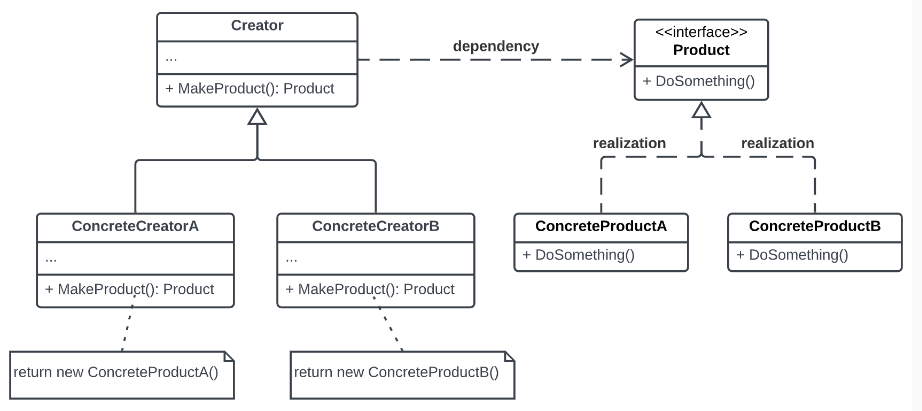 Creator
...
+ MakeProduct(): Product
dependency
<<interface>>
Product
+ DoSomething()
realization
realization
ConcreteCreatorA
...
+ MakeProduct(): Product
ConcreteCreatorB
...
+ MakeProduct(): Product
ConcreteProductA
+ DoSomething()
ConcreteProductB
+ DoSomething()
return new ConcreteProductA()
return new ConcreteProductB()